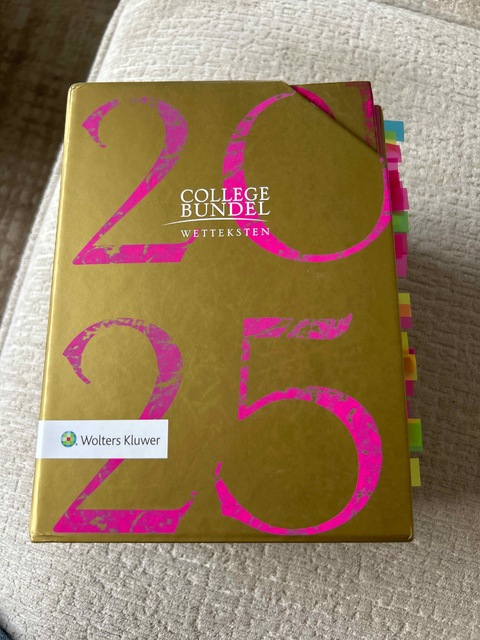 20
COLLEGE
BUNDEL
WETTEKSTEN
25
Wolters Kluwer